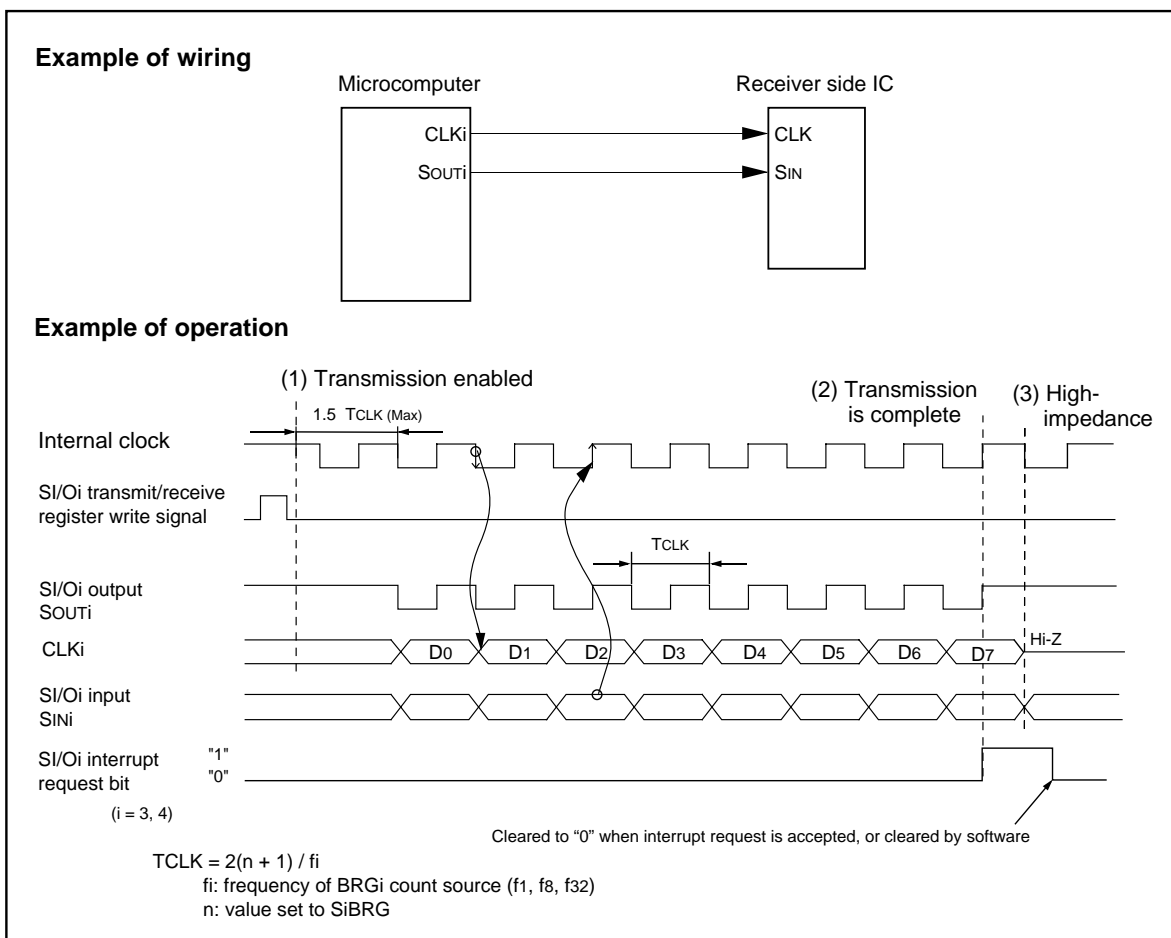 Example of wiring
Microcomputer
Receiver side IC
CLKi
CLK
SOUTi
SIN
Example of operation
(1) Transmission enabled
(2) Transmission
is complete
(3) High-
impedance
1.5 TCLK (Max)
Internal clock
SI/Oi transmit/receive
register write signal
TCLK
SI/Oi output
SOUTi
CLKi
D0 D1 D2 D3 D4 D5 D6 D7
Hi-Z
SI/Oi input
SINi
SI/Oi interrupt
request bit
"1"
"0"
(i = 3, 4)
Cleared to “0” when interrupt request is accepted, or cleared by software
TCLK = 2(n + 1) / fi
fi: frequency of BRGi count source (f1, f8, f32)
n: value set to SiBRG